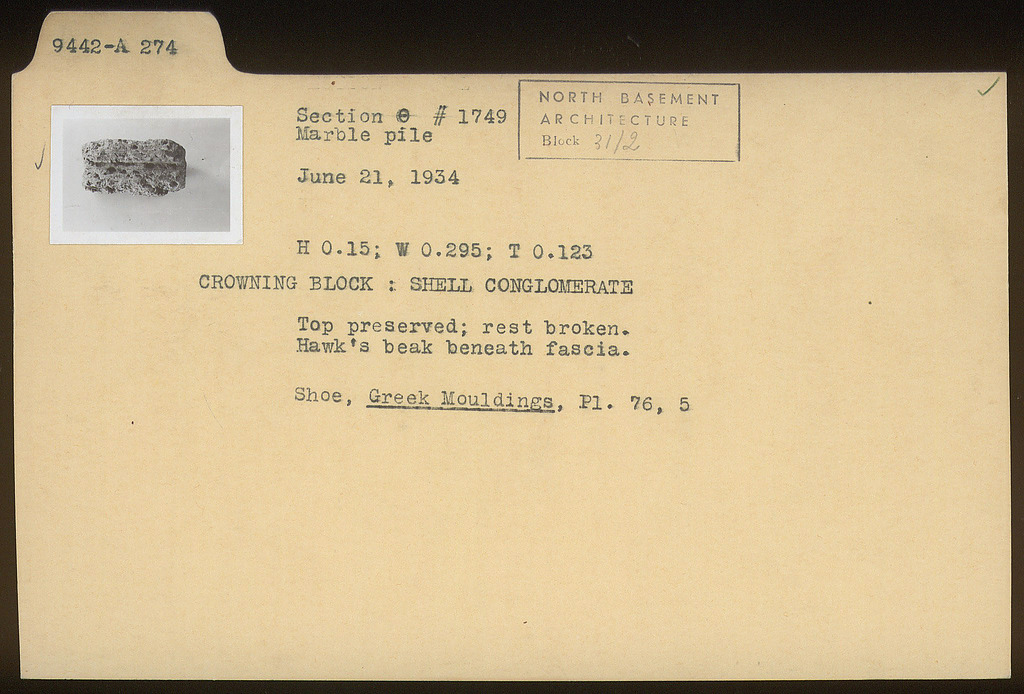 9442-A 274
Section Θ # 1749
Marble pile
NORTH BASEMENT
ARCHITECTURE
Block 31/2
June 21, 1934
H 0.15; W 0.295; T 0.123
CROWNING BLOCK : SHELL CONGLOMERATE
Top preserved; rest broken.
Hawk's beak beneath fascia.
Shoe, Greek Mouldings, Pl. 76, 5